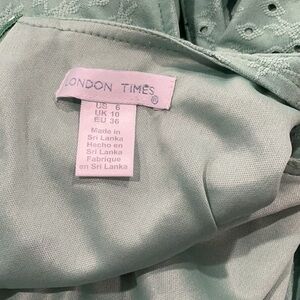 LONDON TIMES®
US 6
UK 10
EU 36
Made in
Sri Lanka
Hecho en
Sri Lanka
Fabrique
en Sri Lanka